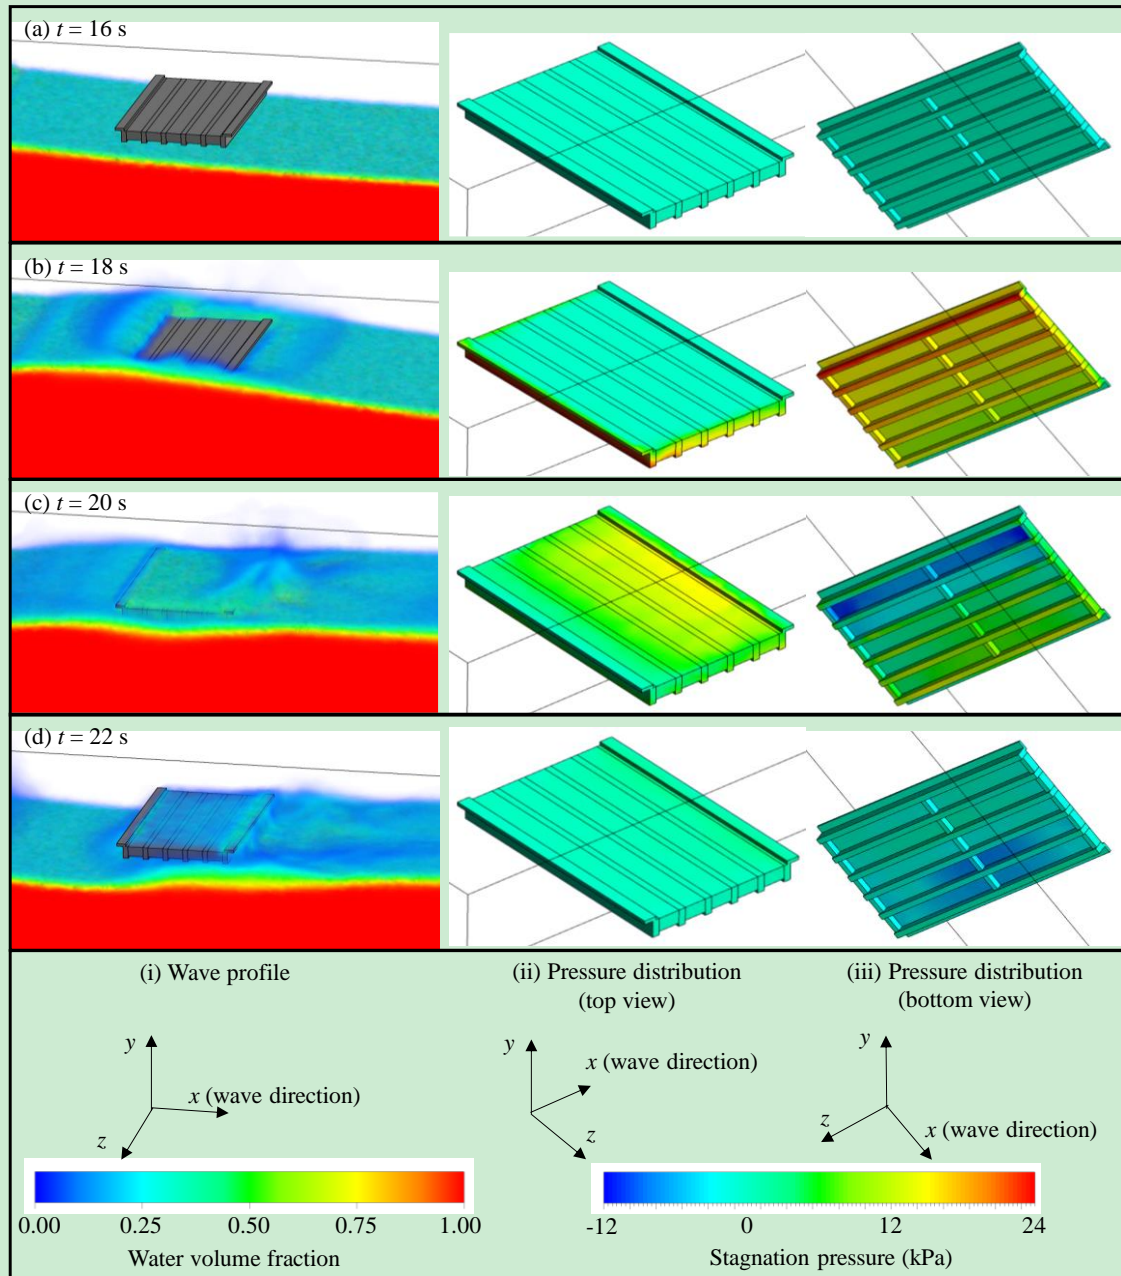 (a) t = 16 s
(b) t = 18 s
(c) t = 20 s
(d) t = 22 s
(i) Wave profile
(ii) Pressure distribution
(top view)
(iii) Pressure distribution
(bottom view)
y
x (wave direction)
z
y
x (wave direction)
z
y
z
x (wave direction)
0.00 0.25 0.50 0.75 1.00
Water volume fraction
-12 0 12 24
Stagnation pressure (kPa)